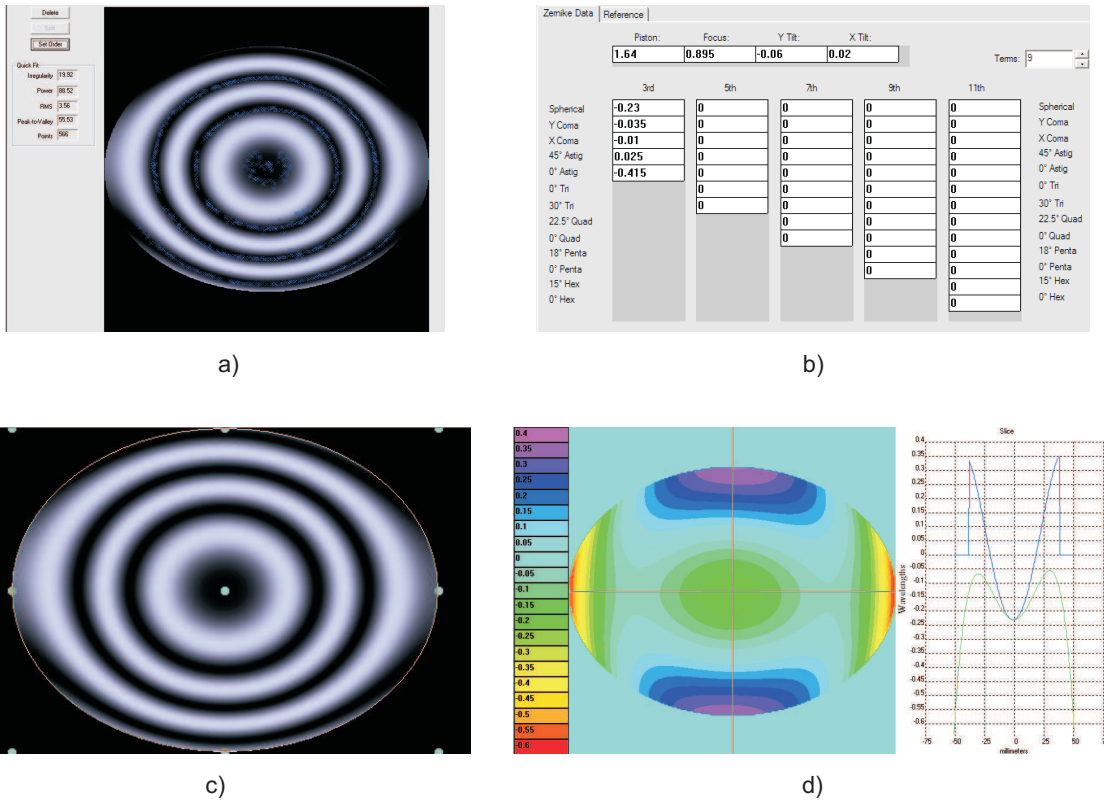 Delete
Set Order
Quick Fit
Irregularity 19.92
Power 88.52
RMS 3.56
Peak-to-Valley 55.53
Points 566
a)
Zernike Data Reference
Piston: Focus: Y Tilt: X Tilt:
1.64 0.895 -0.06 0.02
Terms: 9
3rd 5th 7th 9th 11th
Spherical -0.23 0 0 0 0 Spherical
Y Coma -0.035 0 0 0 0 Y Coma
X Coma -0.01 0 0 0 0 X Coma
45° Astig 0.025 0 0 0 0 45° Astig
0° Astig -0.415 0 0 0 0 0° Astig
0° Tri 0 0 0 0 0° Tri
30° Tri 0 0 0 0 30° Tri
22.5° Quad 0 0 0 22.5° Quad
0° Quad 0 0 0 0° Quad
18° Penta 0 0 18° Penta
0° Penta 0 0 0° Penta
15° Hex 0 15° Hex
0° Hex 0 0° Hex
b)
c)
0.4
0.35
0.3
0.25
0.2
0.15
0.1
0.05
0
-0.05
-0.1
-0.15
-0.2
-0.25
-0.3
-0.35
-0.4
-0.45
-0.5
-0.55
-0.6
Slice
Wavelengths
0.4
0.35
0.3
0.25
0.2
0.15
0.1
0.05
0
-0.05
-0.1
-0.15
-0.2
-0.25
-0.3
-0.35
-0.4
-0.45
-0.5
-0.55
-0.6
-75 -50 -25 0 25 50
millimeters
d)